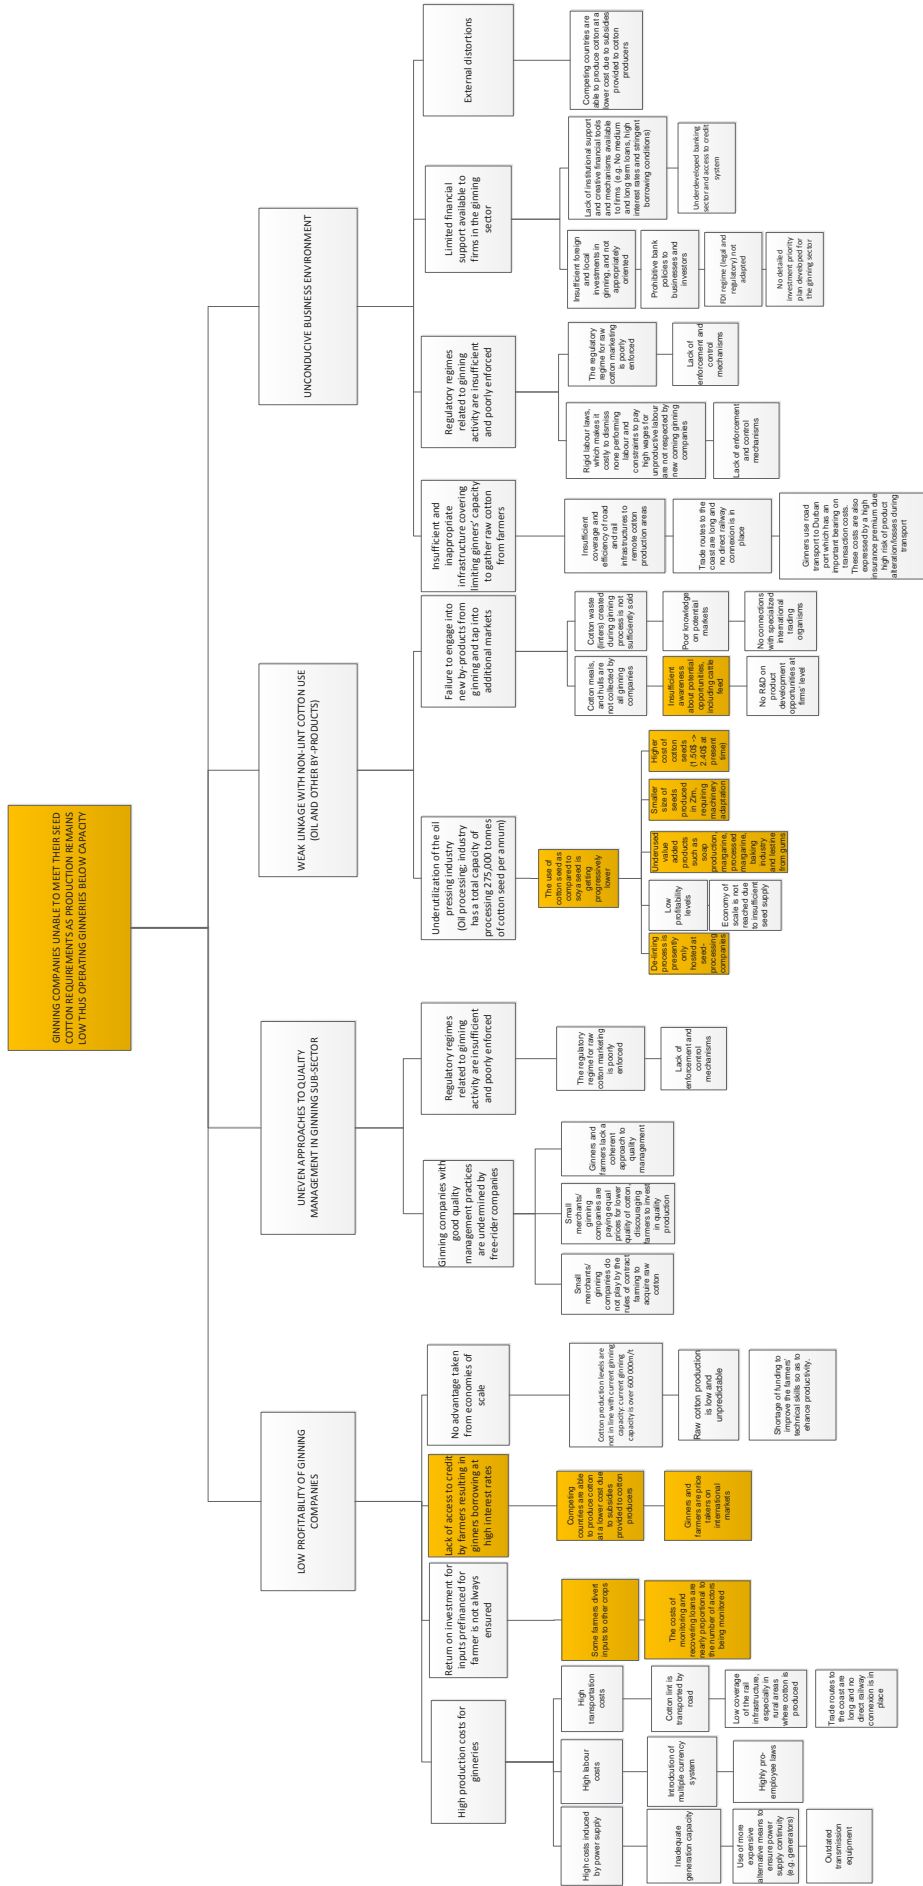 GINNING COMPANIES UNABLE TO MEET THEIR SEED
COTTON REQUIREMENTS AS PRODUCTION REMAINS
LOW THUS OPERATING GINNERIES BELOW CAPACITY
LOW PROFITABILITY OF GINNING
COMPANIES
High production costs for
ginneries
High costs induced
by power supply
Inadequate
generation capacity
Use of more
expensive
alternative means to
ensure power
supply continuity
(e.g. generators)
Outdated
transmission
equipment
High labour
costs
Introdcution of
multiple currency
system
Highly pro-
employee laws
High
transportation
costs
Cotton lint is
transported by
road
Low coverage
of the rail
infrastructure,
especially in
rural areas
where cotton is
produced
Trade routes to
the coast are
long and no
direct railway
connexion is in
place
Return on investment for
inputs prefinanced for
farmer is not always
ensured
Some farmers divert
inputs to other crops
The costs of
monitoring and
recovering loans are
nearly proportional to
the number of actors
being monitored
Lack of access to credit
by farmers resulting in
ginners borrowing at
high interest rates
Competing
countries are able
to produce cotton
at a lower cost due
to subsidies
provided to cotton
producers
Ginners and
farmers are price
takers on
international
markets
No advantage taken
from economies of
scale
Cotton production levels are
not in line with current ginning
capacity: current ginning
capacity is over 600 000m/t
Raw cotton production
is low and
unpredictable
Shortage of funding to
improve the farmers'
technical skills so as to
ehance productivity.
UNEVEN APPROACHES TO QUALITY
MANAGEMENT IN GINNING SUB-SECTOR
Ginning companies with
good quality
management practices
are undermined by
free-rider companies
Small
merchants/
ginning
companies do
not play by the
rules of contract
farming to
acquire raw
cotton
Small
merchants/
ginning
companies are
paying equal
prices for lower
quality of cotton,
discouraging
farmers to invest
in quality
production
Ginners and
farmers lack a
coherent
approach to
quality
management
Regulatory regimes
related to ginning
activity are insufficient
and poorly enforced
The regulatory
regime for raw
cotton marketing
is poorly
enforced
Lack of
enforcement and
control
mechanisms
WEAK LINKAGE WITH NON-LINT COTTON USE
(OIL AND OTHER BY-PRODUCTS)
Underutilization of the oil
pressing industry
(Oil processing; industry
has a total capacity of
processing 275,000 tonnes
of cotton seed per annum)
The use of
cotton seed as
compared to
soya seed is
getting
progressively
lower
De-linting
process is
presently
only
hosted at
seed-
processing
companies
Low
profitability
levels
Economy of
scale is not
reached due
to insufficient
seed supply
Underused
value
added
products
such as
soap
production,
margarine,
processed
margarine,
baking
industry
and lestine
from gums
Smaller
size of
seeds
produced
in Zim,
requiring
machinery
adaptation
Higher
cost of
cotton
seeds
(1.50$ ->
2.40$ at
present
time)
Failure to engage into
new by-products from
ginning and tap into
additional markets
Cotton meals,
and hulls are
not collected by
all ginning
companies
Insufficient
awareness
about potential
opportunities,
including cattle
feed
No R&D on
product
development
opportunities at
firms' level
Cotton waste
(linters) created
during ginning
process is not
sufficiently sold
Poor knowledge
on potential
markets
No connections
with specialized
international
trading
organisms
UNCONDUCIVE BUSINESS ENVIRONMENT
Insufficient and
inappropriate
infrastructure covering
limiting ginners' capacity
to gather raw cotton
from farmers
Insufficient
coverage and
efficiency of road
and rail
infrastructures to
remote cotton
production areas
Trade routes to the
coast are long and
no direct railway
connexion is in
place
Ginners use road
transport to Durban
port which has an
important bearing on
transaction costs.
These costs are also
expressed by a high
insurance premium due
high risk of product
alteration/losses during
transport
Regulatory regimes
related to ginning
activity are insufficient
and poorly enforced
Rigid labour laws,
which makes it
costly to dismiss
none performing
labour and
constraints to pay
high wages for
unproductive labour
are not respected by
new coming ginning
companies
Lack of enforcement
and control
mechanisms
The regulatory
regime for raw
cotton marketing
is poorly
enforced
Lack of
enforcement and
control
mechanisms
Limited financial
support available to
firms in the ginning
sector
Insufficient foreign
and local
investments in
ginning, and not
appropriately
oriented
Prohibitive bank
policies to
businesses and
investors
FDI regime (legal and
regulatory) not
adapted
No detailed
investment priority
plan developed for
the ginning sector
Lack of institutional support
and creative financial tools
and mechanisms available
to firms (e.g. No medium
and long term loans, high
interest rates and stringent
borrowing conditions)
Underdeveloped banking
sector and access to credit
system
External distortions
Competing countries are
able to produce cotton at a
lower cost due to subsidies
provided to cotton
producers